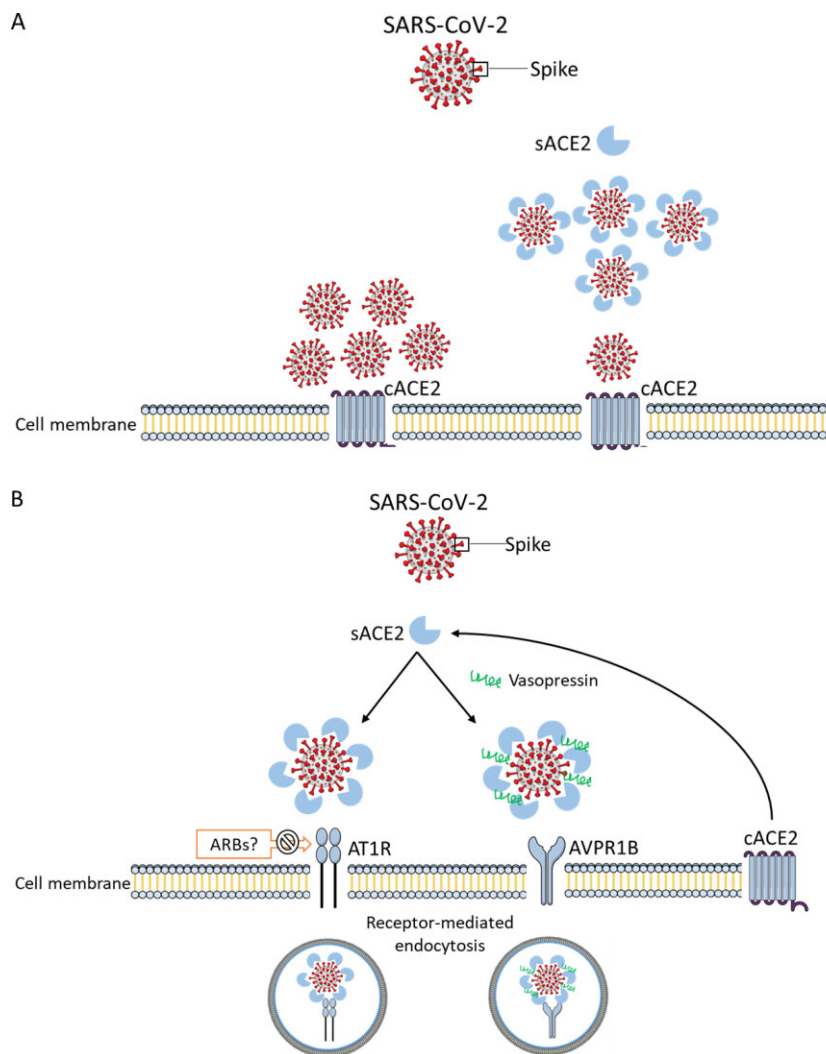 A
SARS-CoV-2
Spike
sACE2
cACE2
cACE2
Cell membrane
B
SARS-CoV-2
Spike
sACE2
Vasopressin
cACE2
ARBs?
AT1R
AVPR1B
Cell membrane
Receptor-mediated
endocytosis